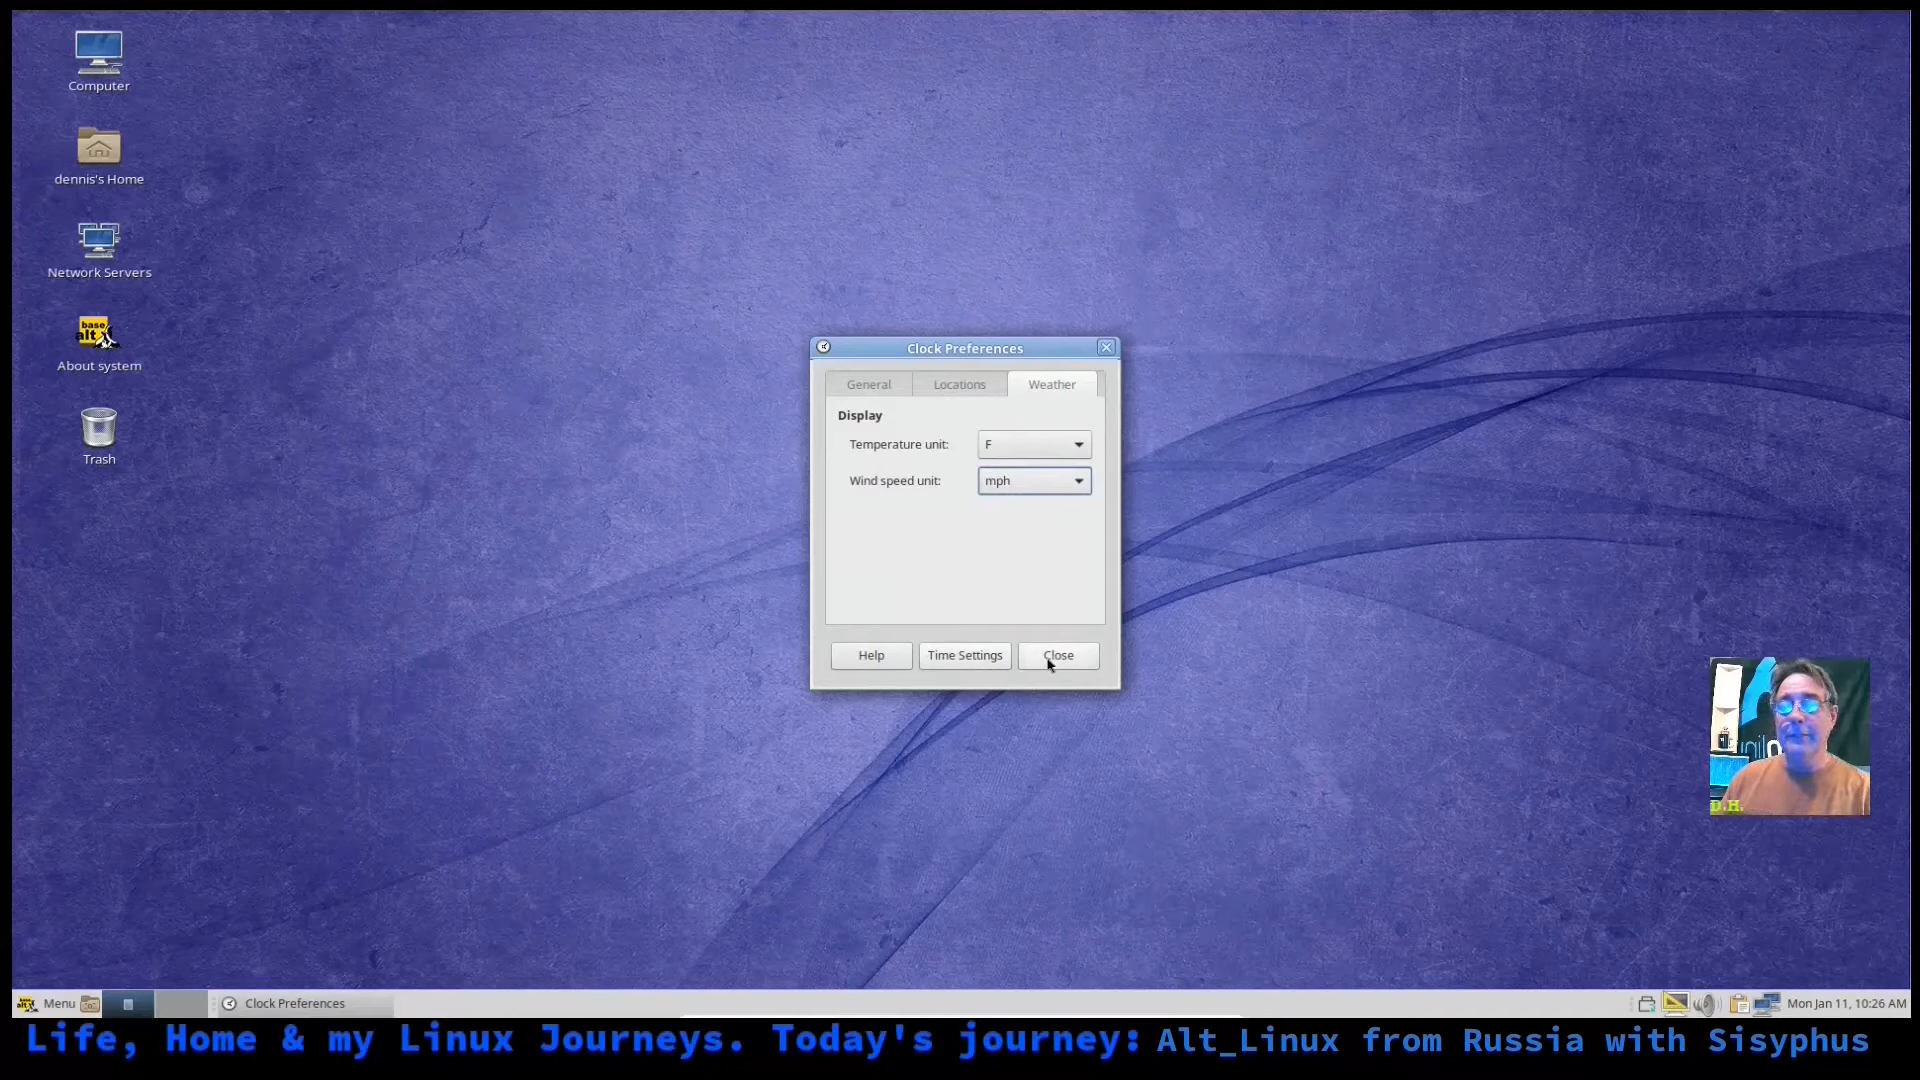 Computer
dennis's Home
Network Servers
base
alt
About system
Trash
Clock Preferences
General Locations Weather
Display
Temperature unit: F
Wind speed unit: mph
Help Time Settings Close
D.H.
Menu Clock Preferences Mon Jan 11, 10:26 AM
Life, Home & my Linux Journeys. Today's journey: Alt_Linux from Russia with Sisyphus